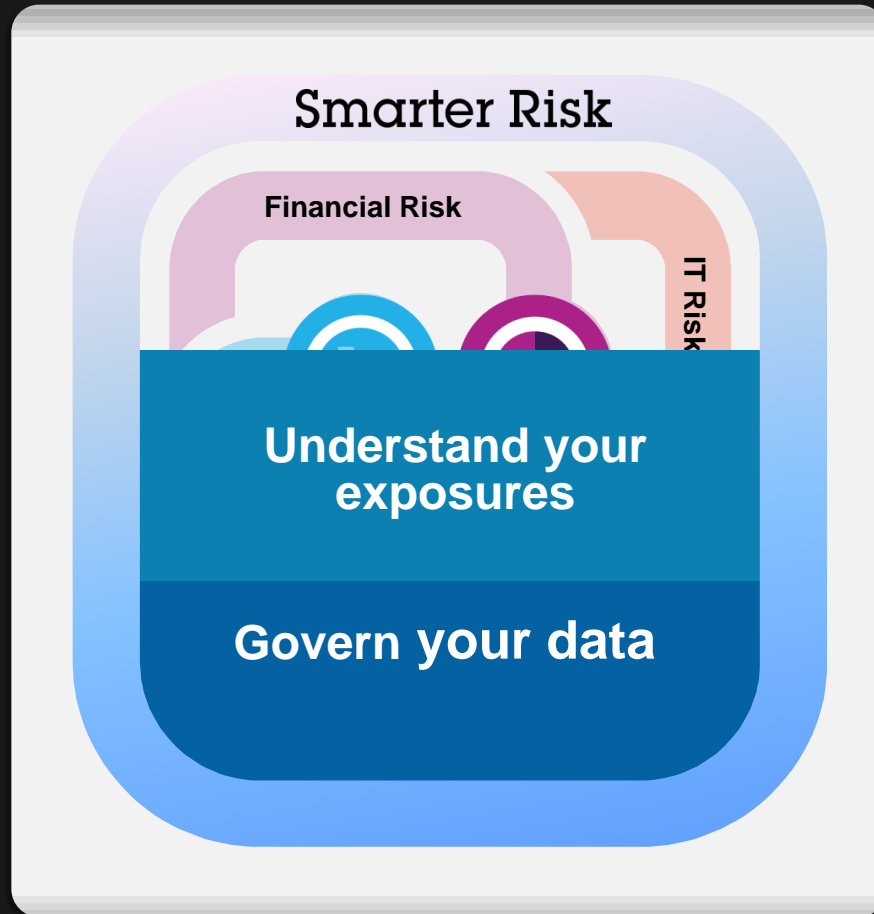 Smarter Risk
Financial Risk
IT Risk
Understand your
exposures
Govern your data